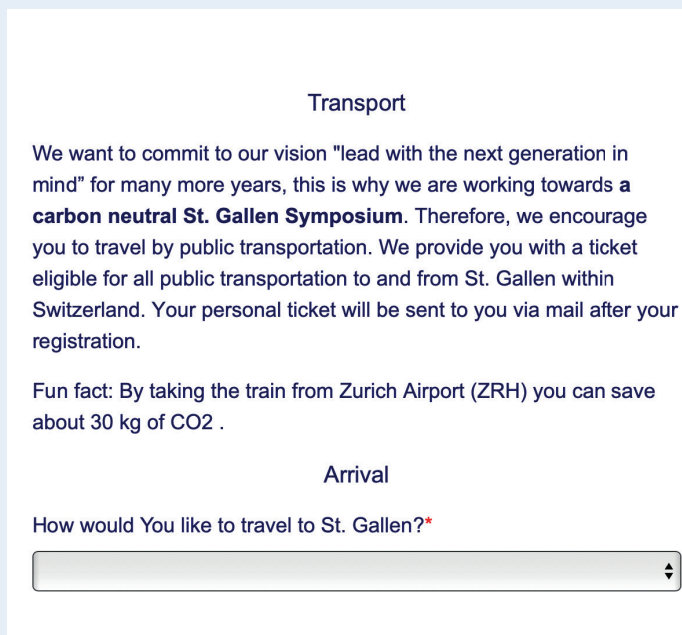 Transport
We want to commit to our vision "lead with the next generation in
mind” for many more years, this is why we are working towards a
carbon neutral St. Gallen Symposium. Therefore, we encourage
you to travel by public transportation. We provide you with a ticket
eligible for all public transportation to and from St. Gallen within
Switzerland. Your personal ticket will be sent to you via mail after your
registration.
Fun fact: By taking the train from Zurich Airport (ZRH) you can save
about 30 kg of CO2 .
Arrival
How would You like to travel to St. Gallen?*